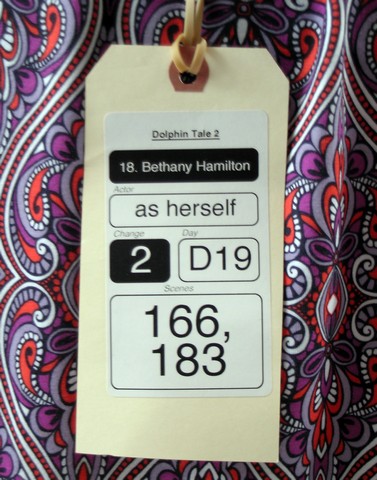 Dolphin Tale 2
18. Bethany Hamilton
Actor
as herself
Change Day
2 D19
Scenes
166,
183